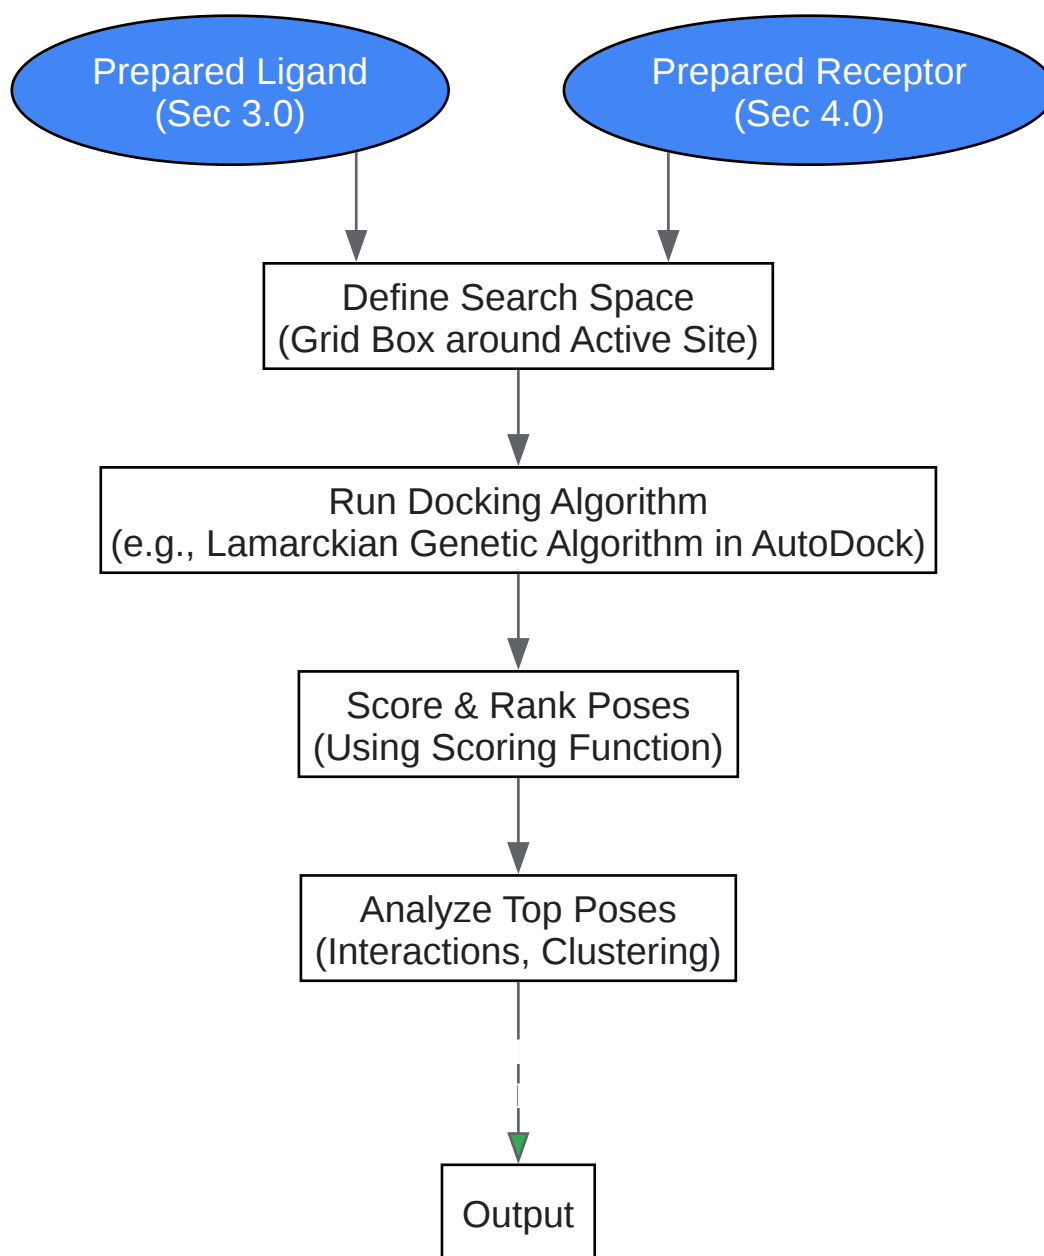 Prepared Ligand
(Sec 3.0)
Prepared Receptor
(Sec 4.0)
Define Search Space
(Grid Box around Active Site)
Run Docking Algorithm
(e.g., Lamarckian Genetic Algorithm in AutoDock)
Score & Rank Poses
(Using Scoring Function)
Analyze Top Poses
(Interactions, Clustering)
Output